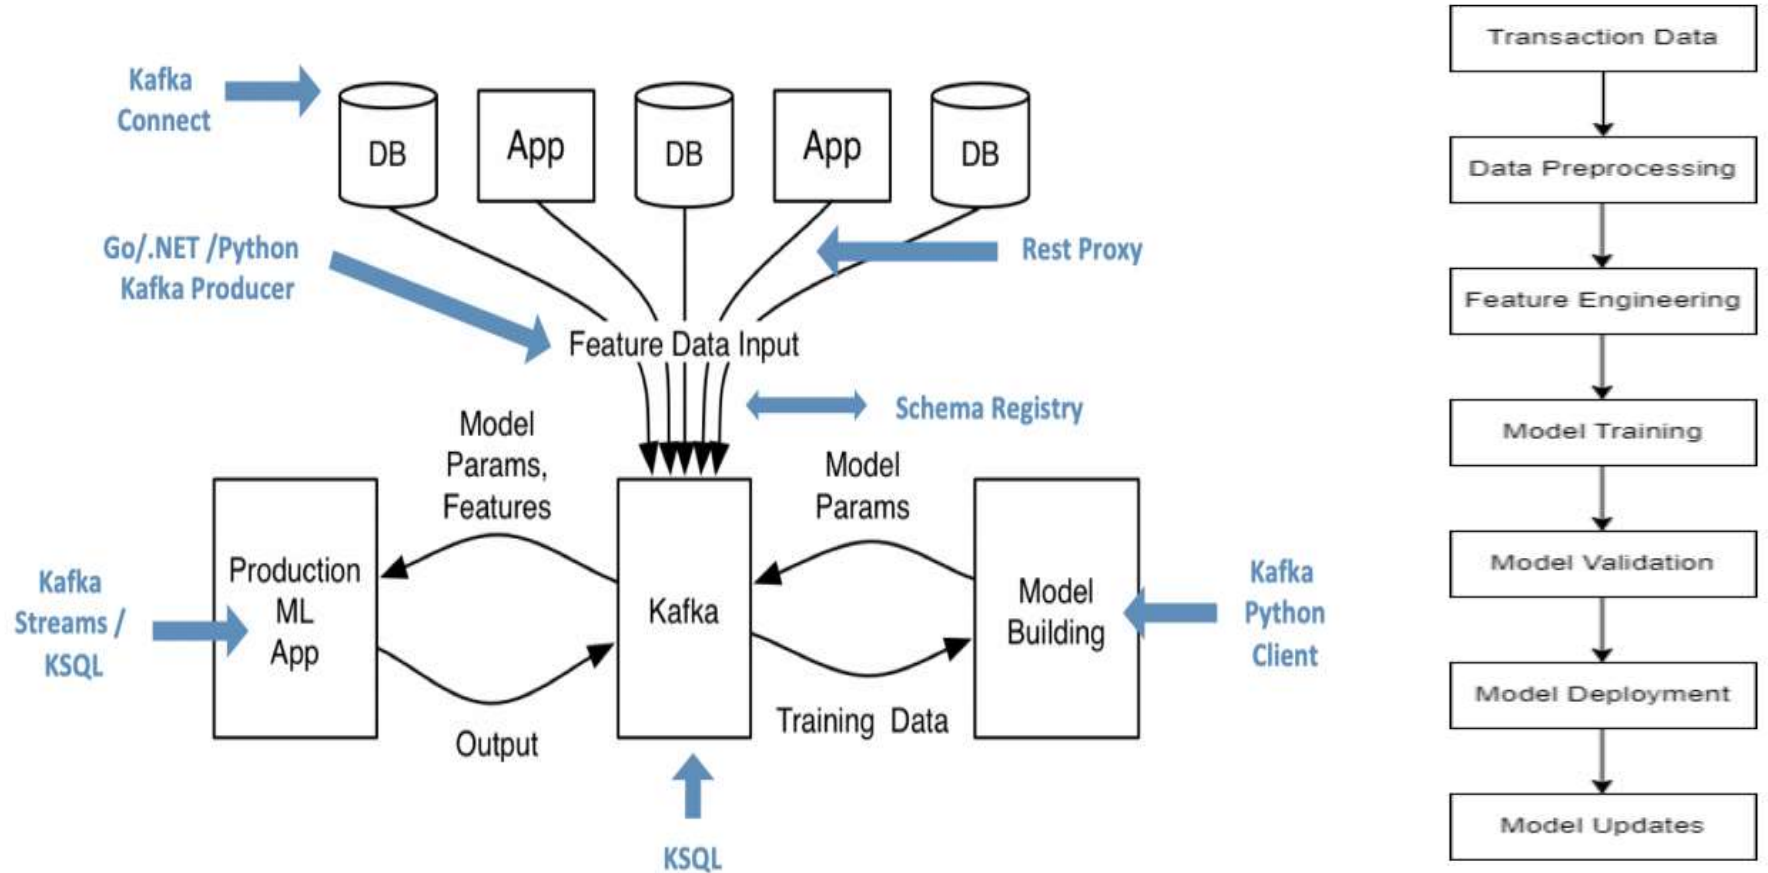 Kafka
Connect
DB
App
DB
App
DB
Go/.NET /Python
Kafka Producer
Rest Proxy
Feature Data Input
Schema Registry
Model
Params,
Features
Model
Params
Production
ML
App
Kafka
Model
Building
Kafka
Streams /
KSQL
Kafka
Python
Client
Output
Training Data
KSQL
Transaction Data
Data Preprocessing
Feature Engineering
Model Training
Model Validation
Model Deployment
Model Updates